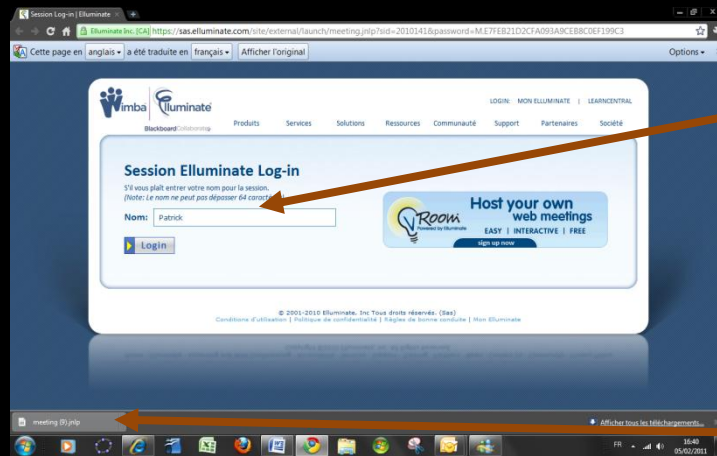 Session Log-in | Elluminate
Elluminate Inc. [CA] https://sas.elluminate.com/site/external/launch/meeting.jnlp?sid=2010141&password=M.E7FEB21D2CFA093A9CEB8C0EF199C3
Cette page en anglais a été traduite en français Afficher l'original Options
Wimba Elluminate
Blackboard Collaborate
LOGIN: MON ELLUMINATE | LEARNCENTRAL
Produits Services Solutions Ressources Communauté Support Partenaires Société
Session Elluminate Log-in
S'il vous plaît entrer votre nom pour la session.
(Note: Le nom ne peut pas dépasser 64 caract
Nom: Patrick
Login
vRoom
Powered by Elluminate
Host your own
web meetings
EASY | INTERACTIVE | FREE
sign up now
© 2001-2010 Elluminate, Inc Tous droits réservés. (Sas)
Conditions d'utilisation | Politique de confidentialité | Règles de bonne conduite | Mon Elluminate
meeting (9).jnlp
Afficher tous les téléchargements...
FR 16:40
05/02/2011